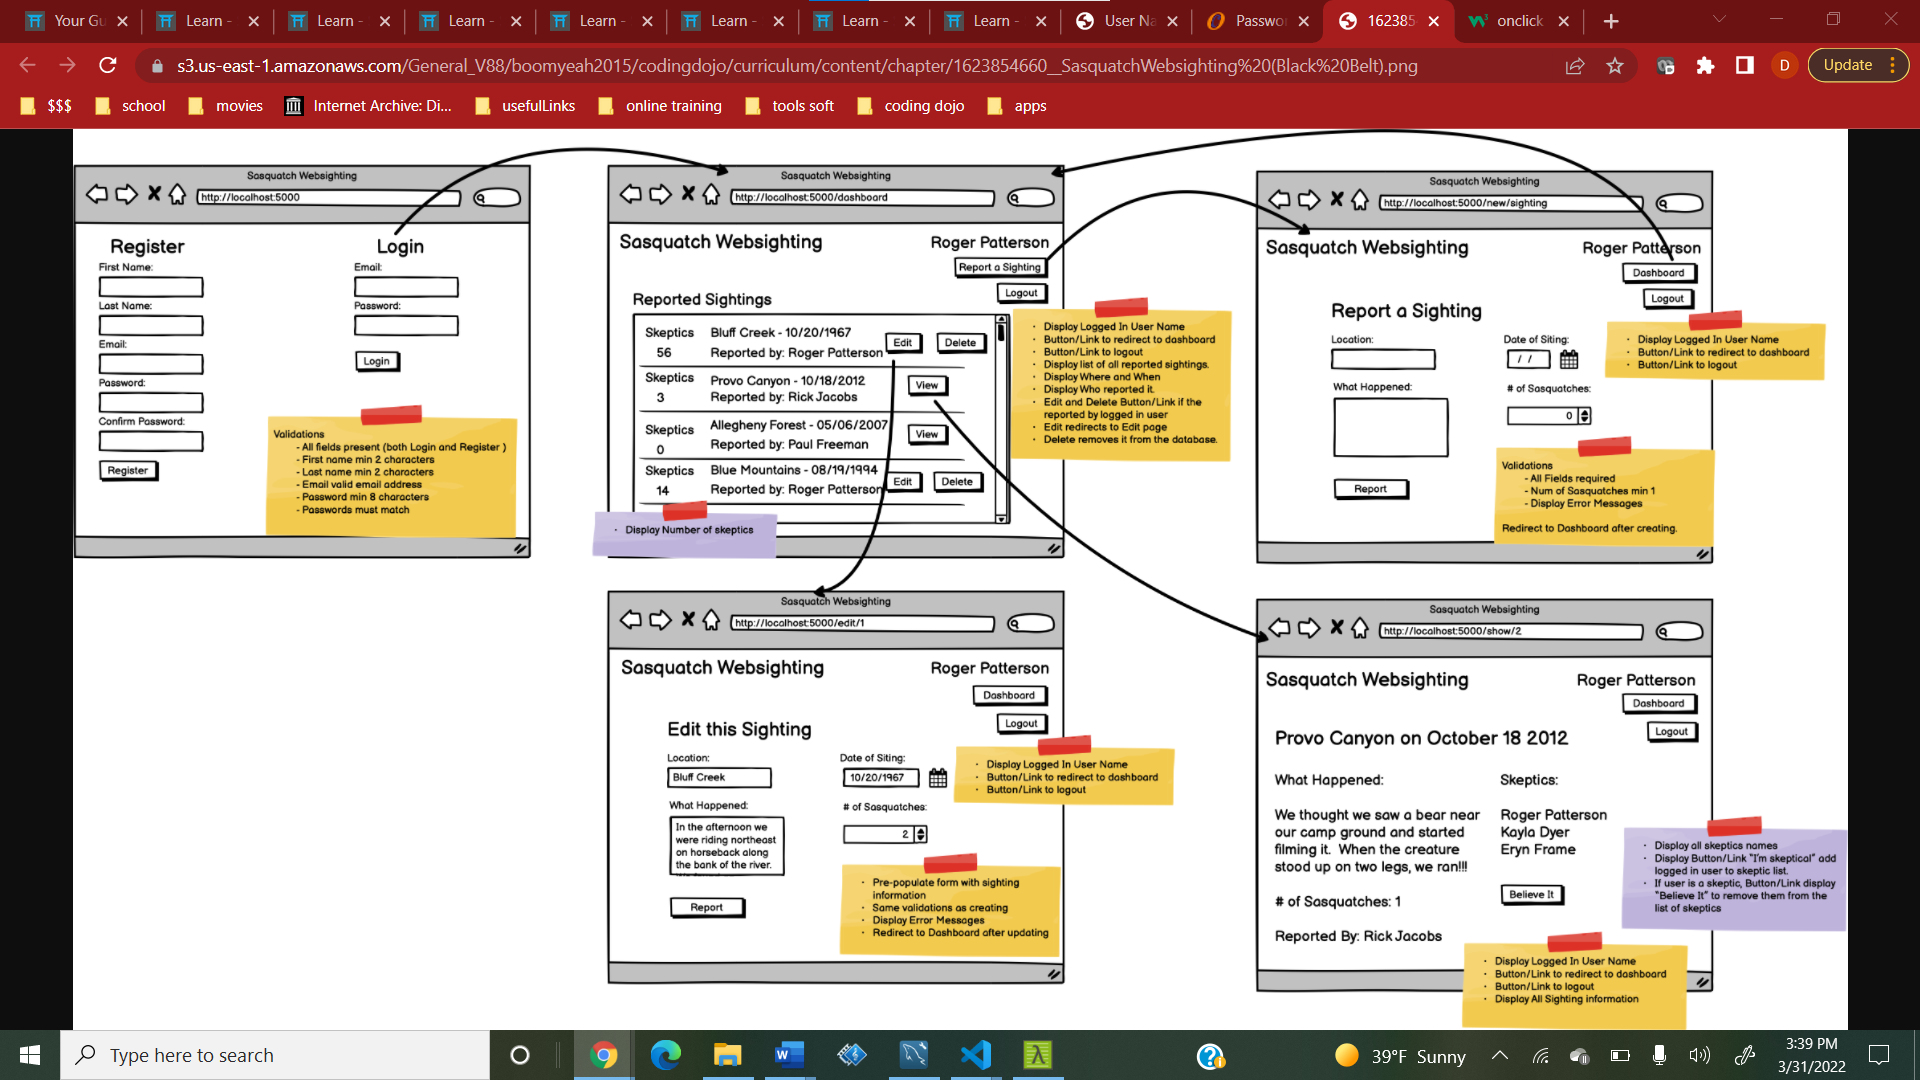 Your Gu
Learn -
Learn -
Learn -
Learn -
Learn -
Learn -
Learn -
User Na
Passwor
162385
onclick
s3.us-east-1.amazonaws.com/General_V88/boomyeah2015/codingdojo/curriculum/content/chapter/1623854660__SasquatchWebsighting%20(Black%20Belt).png
D
Update
$$$
school
movies
Internet Archive: Di...
usefulLinks
online training
tools soft
coding dojo
apps
Sasquatch Websighting
http://localhost:5000
Register
First Name:
Last Name:
Email:
Password:
Confirm Password:
Register
Login
Email:
Password:
Login
Validations
- All fields present (both Login and Register )
- First name min 2 characters
- Last name min 2 characters
- Email valid email address
- Password min 8 characters
- Passwords must match
Sasquatch Websighting
http://localhost:5000/dashboard
Sasquatch Websighting
Roger Patterson
Report a Sighting
Logout
Reported Sightings
Skeptics
56
Bluff Creek - 10/20/1967
Reported by: Roger Patterson
Edit
Delete
Skeptics
3
Provo Canyon - 10/18/2012
Reported by: Rick Jacobs
View
Skeptics
0
Allegheny Forest - 05/06/2007
Reported by: Paul Freeman
View
Skeptics
14
Blue Mountains - 08/19/1994
Reported by: Roger Patterson
Edit
Delete
· Display Number of skeptics
· Display Logged In User Name
· Button/Link to redirect to dashboard
· Button/Link to logout
· Display list of all reported sightings.
· Display Where and When
· Display Who reported it.
· Edit and Delete Button/Link if the
reported by logged in user
· Edit redirects to Edit page
· Delete removes it from the database.
Sasquatch Websighting
http://localhost:5000/new/sighting
Sasquatch Websighting
Roger Patterson
Dashboard
Logout
Report a Sighting
Location:
Date of Siting:
/ /
What Happened:
# of Sasquatches:
0
Report
· Display Logged In User Name
· Button/Link to redirect to dashboard
· Button/Link to logout
Validations
- All Fields required
- Num of Sasquatches min 1
- Display Error Messages
Redirect to Dashboard after creating.
Sasquatch Websighting
http://localhost:5000/edit/1
Sasquatch Websighting
Roger Patterson
Dashboard
Logout
Edit this Sighting
Location:
Bluff Creek
Date of Siting:
10/20/1967
What Happened:
In the afternoon we
were riding northeast
on horseback along
the bank of the river.
# of Sasquatches:
2
Report
· Display Logged In User Name
· Button/Link to redirect to dashboard
· Button/Link to logout
· Pre-populate form with sighting
information
· Same validations as creating
· Display Error Messages
· Redirect to Dashboard after updating
Sasquatch Websighting
http://localhost:5000/show/2
Sasquatch Websighting
Roger Patterson
Dashboard
Logout
Provo Canyon on October 18 2012
What Happened:
We thought we saw a bear near
our camp ground and started
filming it. When the creature
stood up on two legs, we ran!!!
# of Sasquatches: 1
Reported By: Rick Jacobs
Skeptics:
Roger Patterson
Kayla Dyer
Eryn Frame
Believe It
· Display all skeptics names
· Display Button/Link "I'm skeptical" add
logged in user to skeptic list.
· If user is a skeptic, Button/Link display
"Believe It" to remove them from the
list of skeptics
· Display Logged In User Name
· Button/Link to redirect to dashboard
· Button/Link to logout
· Display All Sighting information
Type here to search
39°F Sunny
3:39 PM
3/31/2022